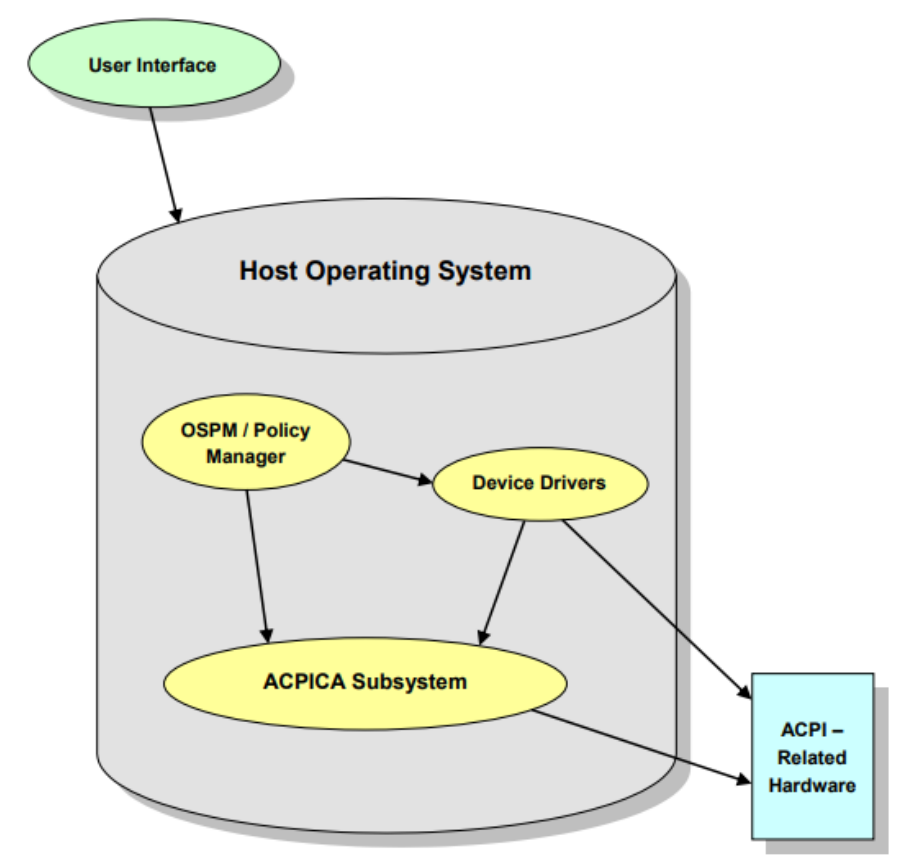 User Interface
Host Operating System
OSPM / Policy
Manager
Device Drivers
ACPICA Subsystem
ACPI –
Related
Hardware